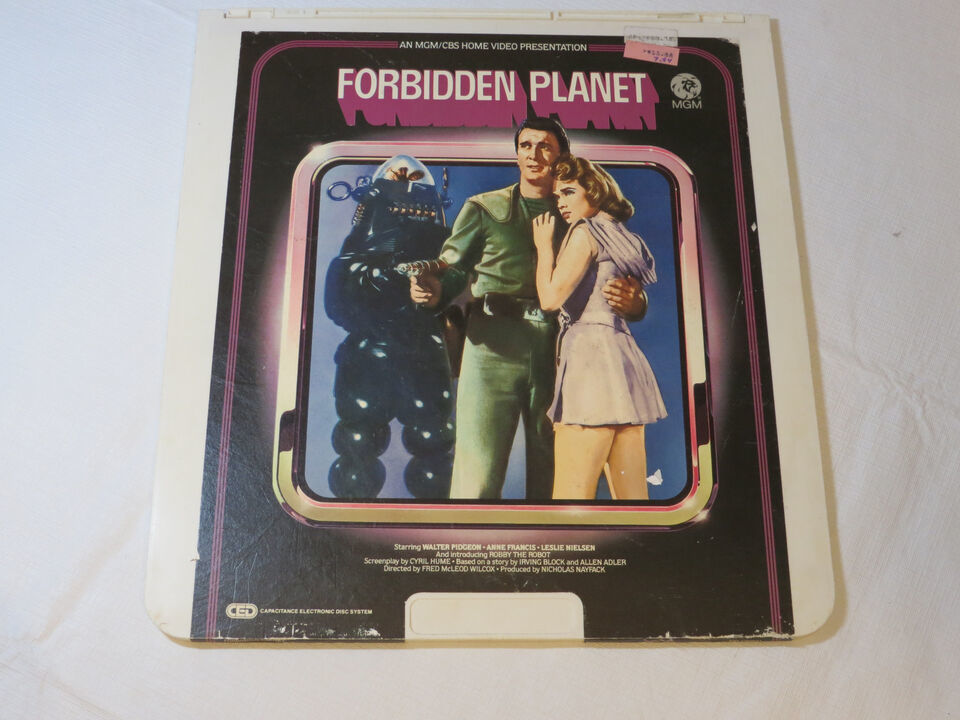 AN MGM/CBS HOME VIDEO PRESENTATION
FORBIDDEN PLANET
MGM
Starring WALTER PIDGEON • ANNE FRANCIS • LESLIE NIELSEN
And introducing ROBBY THE ROBOT
Screenplay by CYRIL HUME • Based on a story by IRVING BLOCK and ALLEN ADLER
Directed by FRED McLEOD WILCOX • Produced by NICHOLAS NAYFACK
CED CAPACITANCE ELECTRONIC DISC SYSTEM